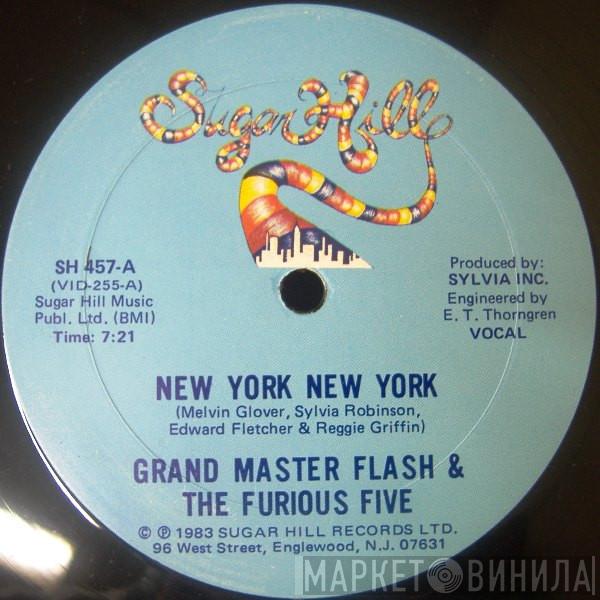 Sugar Hill
SH 457-A
(VID-255-A)
Sugar Hill Music
Publ. Ltd. (BMI)
Time: 7:21
Produced by:
SYLVIA INC.
Engineered by
E. T. Thorngren
VOCAL
NEW YORK NEW YORK
(Melvin Glover, Sylvia Robinson,
Edward Fletcher & Reggie Griffin)
GRAND MASTER FLASH &
THE FURIOUS FIVE
© ℗ 1983 SUGAR HILL RECORDS LTD.
96 West Street, Englewood, N.J. 07631
МАРКЕТ ВИНИЛА